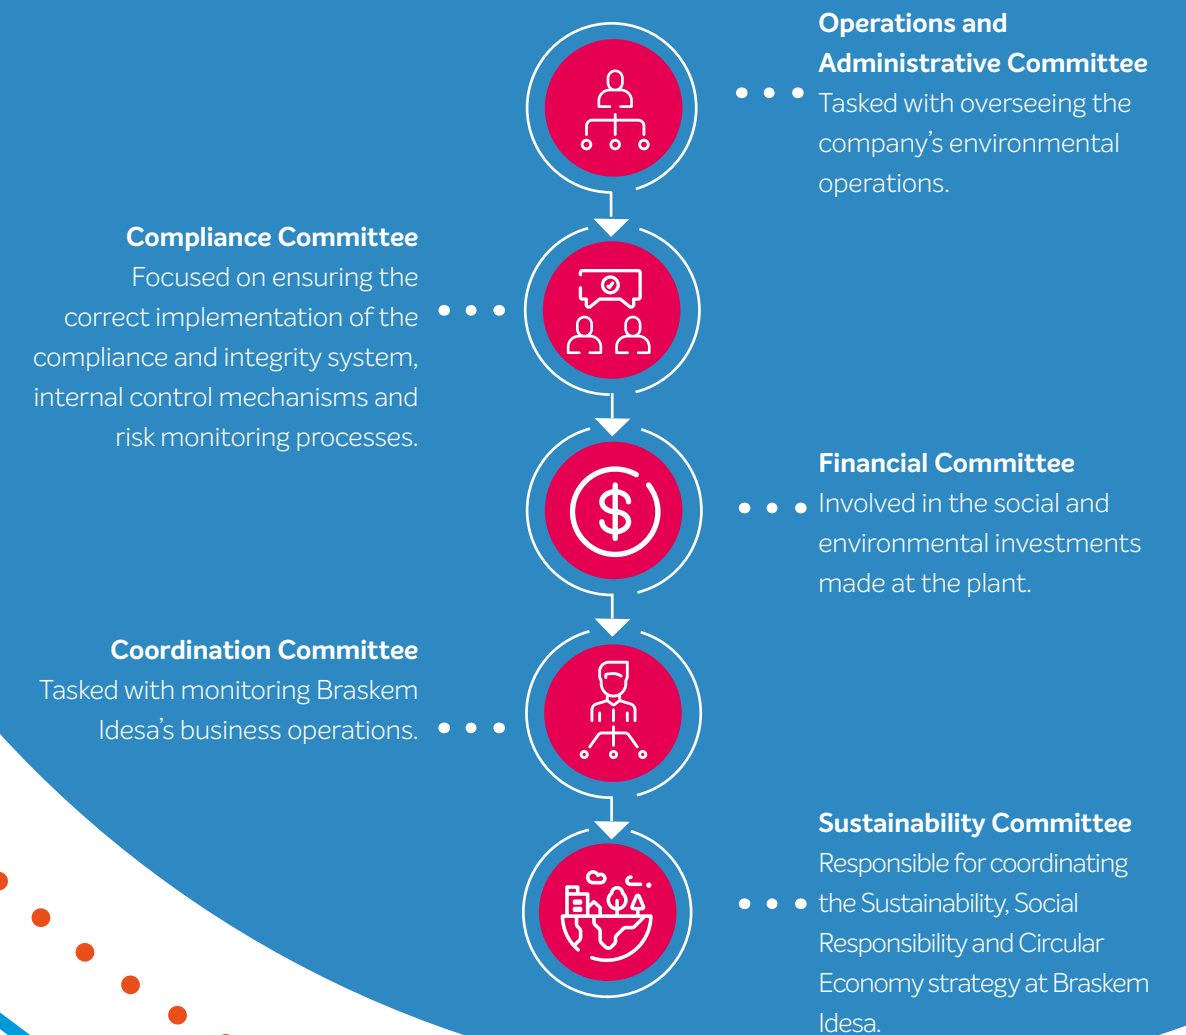 Operations and
Administrative Committee
Tasked with overseeing the
company's environmental
operations.
Compliance Committee
Focused on ensuring the
correct implementation of the
compliance and integrity system,
internal control mechanisms and
risk monitoring processes.
Financial Committee
Involved in the social and
environmental investments
made at the plant.
Coordination Committee
Tasked with monitoring Braskem
Idesa's business operations.
Sustainability Committee
Responsible for coordinating
the Sustainability, Social
Responsibility and Circular
Economy strategy at Braskem
Idesa.